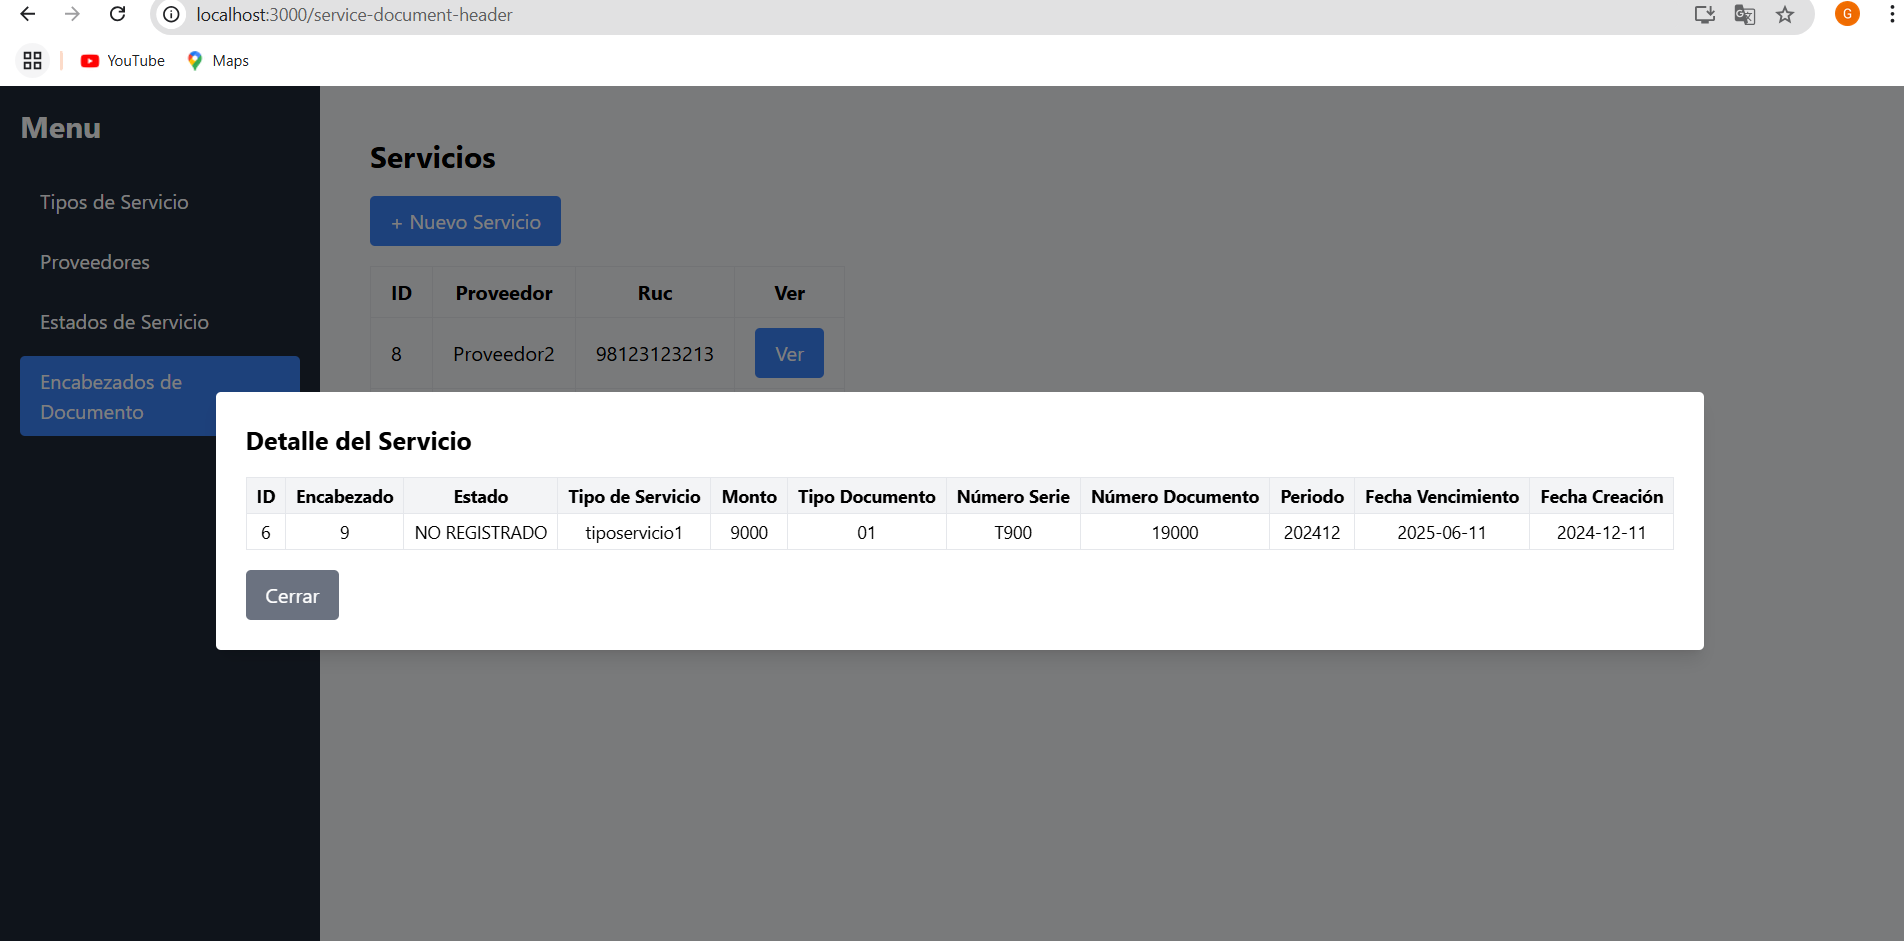 localhost:3000/service-document-header
G
YouTube Maps
Menu
Tipos de Servicio
Proveedores
Estados de Servicio
Encabezados de
Documento
Servicios
+ Nuevo Servicio
ID Proveedor Ruc Ver
8 Proveedor2 98123123213 Ver
Detalle del Servicio
ID Encabezado Estado Tipo de Servicio Monto Tipo Documento Número Serie Número Documento Periodo Fecha Vencimiento Fecha Creación
6 9 NO REGISTRADO tiposervicio1 9000 01 T900 19000 202412 2025-06-11 2024-12-11
Cerrar